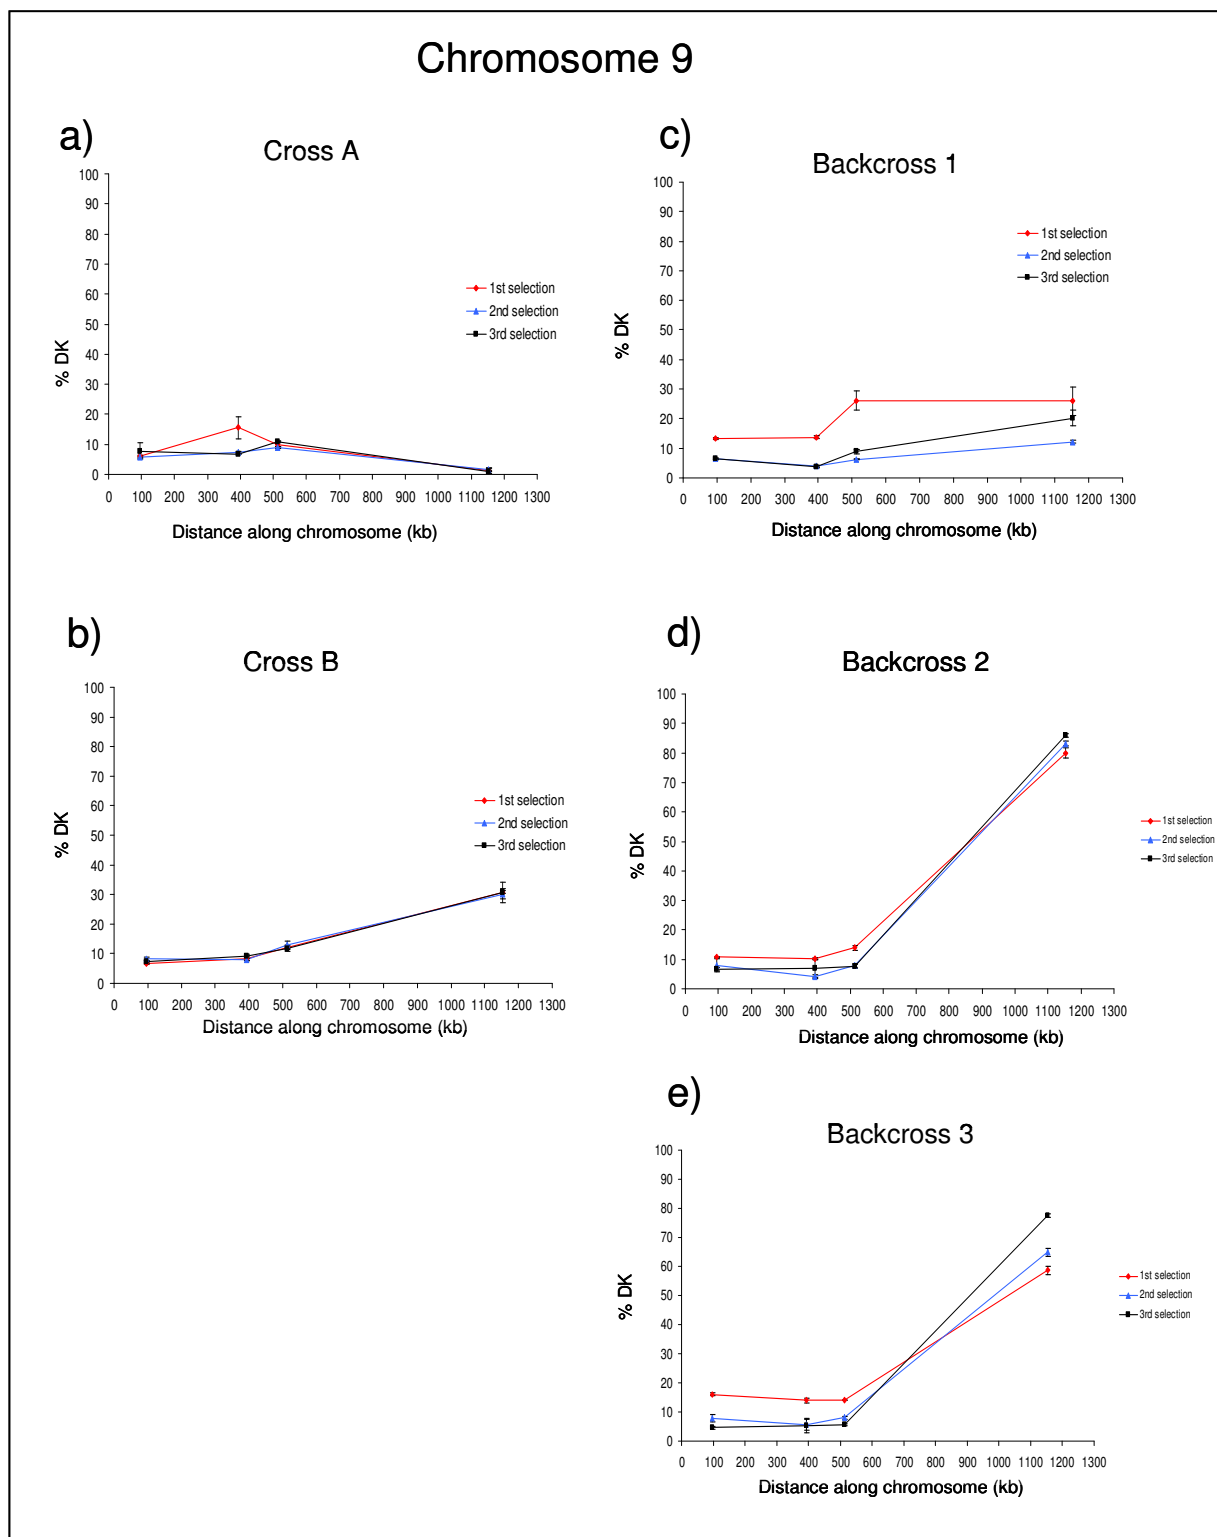 Chromosome 9
a)
Cross A
100
90
80
70
60
50
40
30
20
10
0
% DK
0 100 200 300 400 500 600 700 800 900 1000 1100 1200 1300
Distance along chromosome (kb)
1st selection
2nd selection
3rd selection
c)
Backcross 1
100
90
80
70
60
50
40
30
20
10
0
% DK
0 100 200 300 400 500 600 700 800 900 1000 1100 1200 1300
Distance along chromosome (kb)
1st selection
2nd selection
3rd selection
b)
Cross B
100
90
80
70
60
50
40
30
20
10
0
% DK
0 100 200 300 400 500 600 700 800 900 1000 1100 1200 1300
Distance along chromosome (kb)
1st selection
2nd selection
3rd selection
d)
Backcross 2
100
90
80
70
60
50
40
30
20
10
0
% DK
0 100 200 300 400 500 600 700 800 900 1000 1100 1200 1300
Distance along chromosome (kb)
1st selection
2nd selection
3rd selection
e)
Backcross 3
100
90
80
70
60
50
40
30
20
10
0
% DK
0 100 200 300 400 500 600 700 800 900 1000 1100 1200 1300
Distance along chromosome (kb)
1st selection
2nd selection
3rd selection